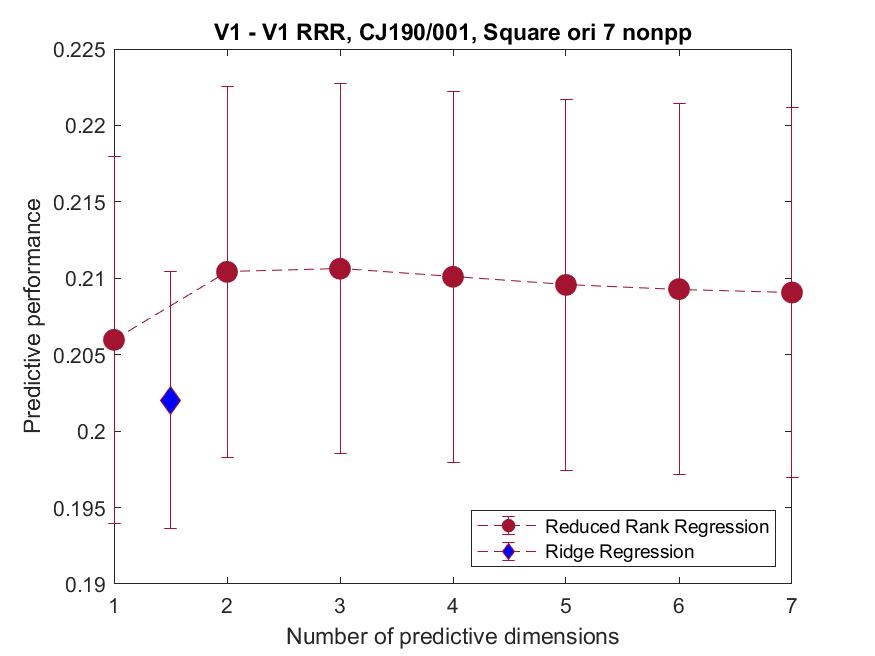 V1 - V1 RRR, CJ190/001, Square ori 7 nonpp
Predictive performance
0.225
0.22
0.215
0.21
0.205
0.2
0.195
0.19
1 2 3 4 5 6 7
Number of predictive dimensions
Reduced Rank Regression
Ridge Regression